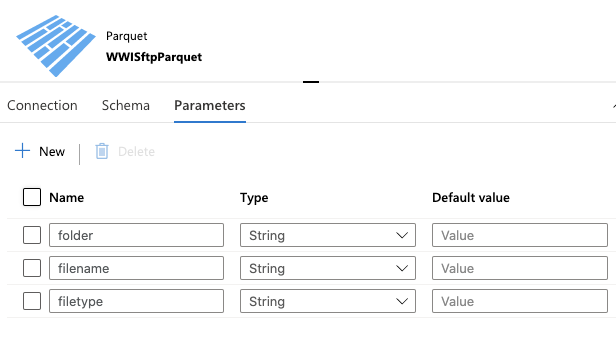 Parquet
WWISftpParquet
Connection Schema Parameters
New Delete
Name Type Default value
folder String Value
filename String Value
filetype String Value